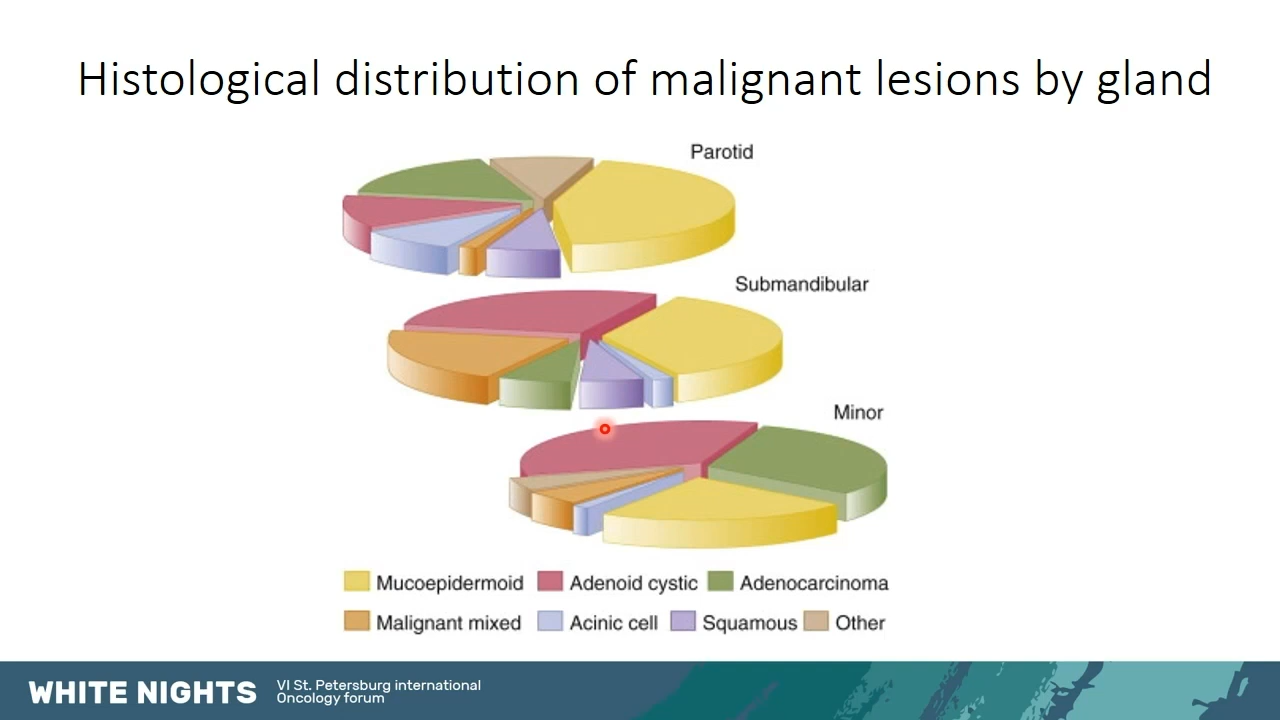 Histological distribution of malignant lesions by gland
Parotid
Submandibular
Minor
Mucoepidermoid Adenoid cystic Adenocarcinoma
Malignant mixed Acinic cell Squamous Other
WHITE NIGHTS
VI St. Petersburg international
Oncology forum